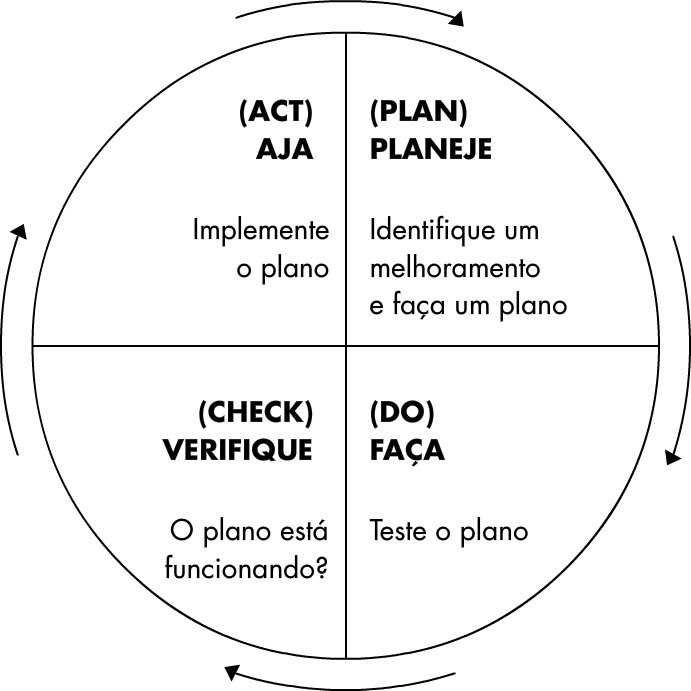 (ACT)
AJA
Implemente
o plano
(PLAN)
PLANEJE
Identifique um
melhoramento
e faça um plano
(CHECK)
VERIFIQUE
O plano está
funcionando?
(DO)
FAÇA
Teste o plano